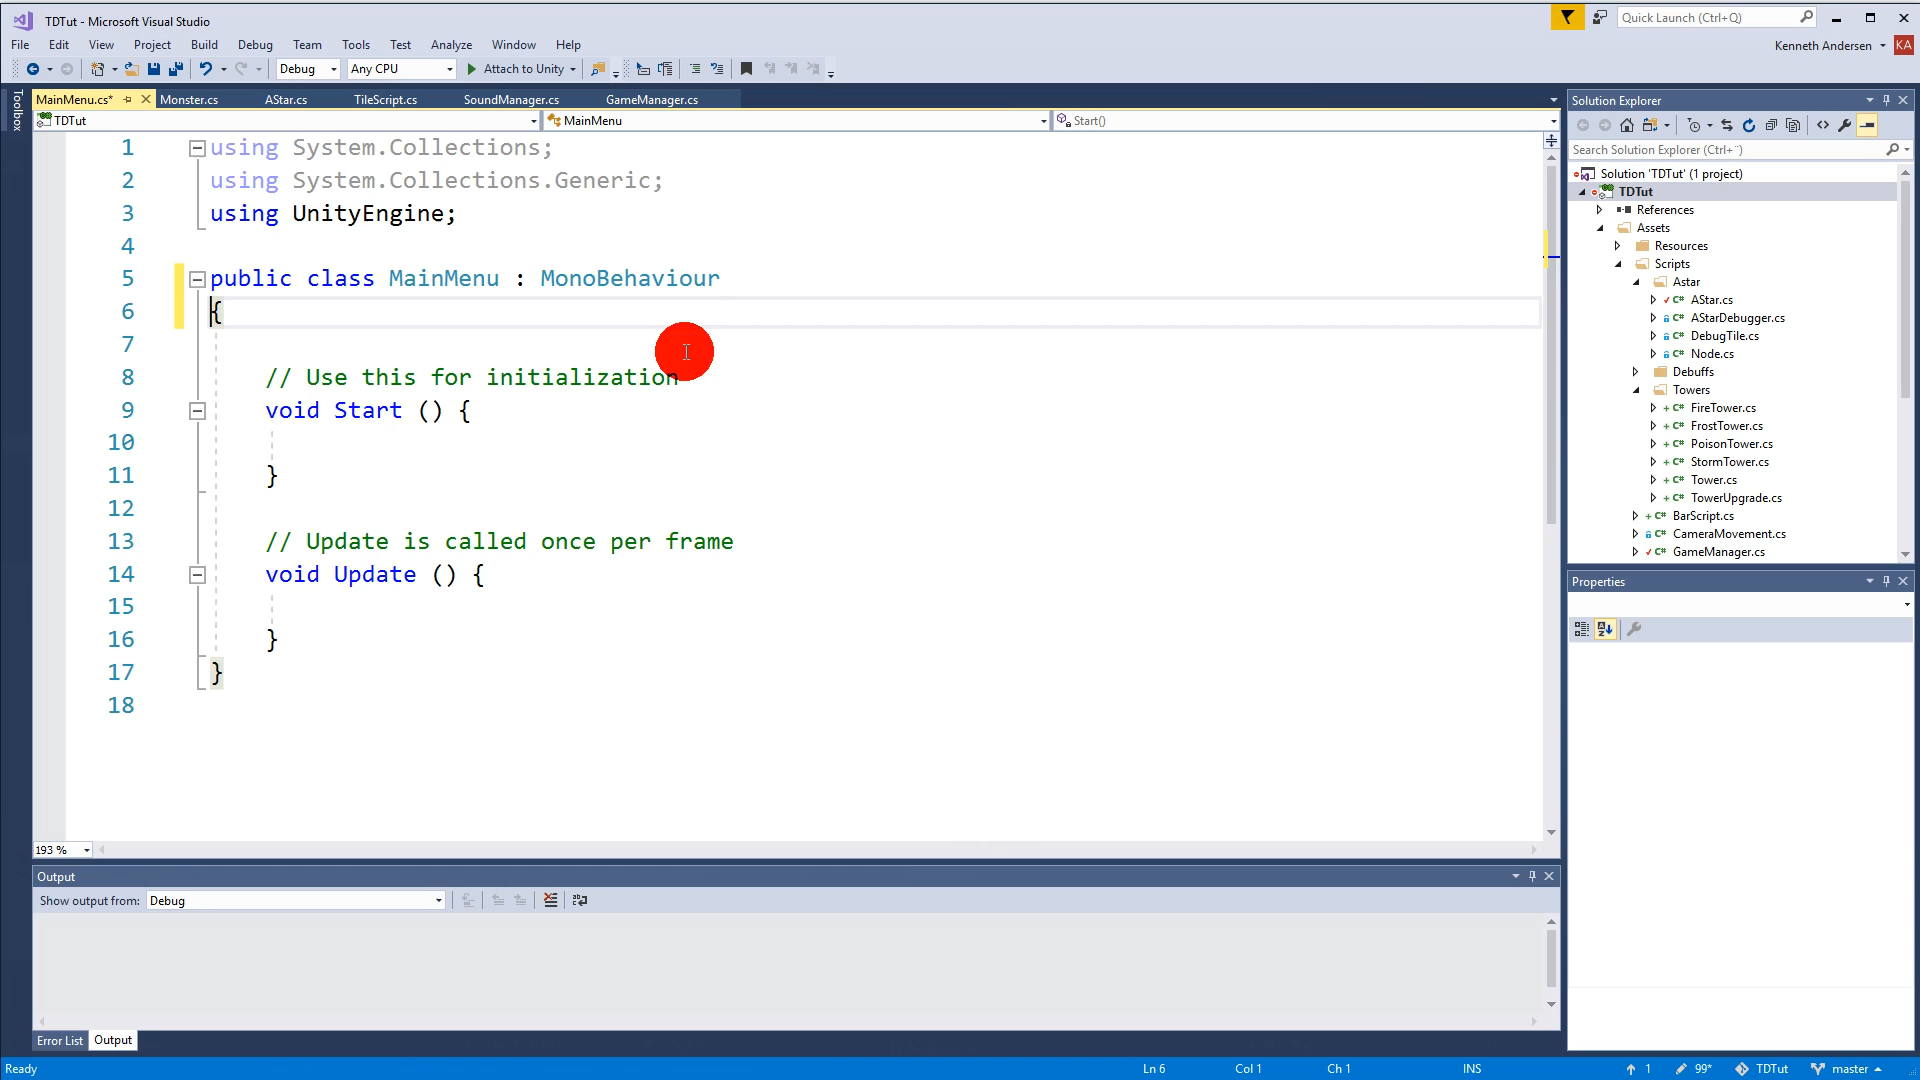 TDTut - Microsoft Visual Studio
Quick Launch (Ctrl+Q)
File Edit View Project Build Debug Team Tools Test Analyze Window Help
Kenneth Andersen KA
Debug Any CPU Attach to Unity
Toolbox
MainMenu.cs* Monster.cs AStar.cs TileScript.cs SoundManager.cs GameManager.cs
TDTut MainMenu Start()
1 using System.Collections;
2 using System.Collections.Generic;
3 using UnityEngine;
4
5 public class MainMenu : MonoBehaviour
6 {
7
8 // Use this for initialization
9 void Start () {
10
11 }
12
13 // Update is called once per frame
14 void Update () {
15
16 }
17 }
18
193 %
Output
Show output from: Debug
Error List Output
Solution Explorer
Search Solution Explorer (Ctrl+¨)
Solution 'TDTut' (1 project)
TDTut
References
Assets
Resources
Scripts
Astar
C# AStar.cs
C# AStarDebugger.cs
C# DebugTile.cs
C# Node.cs
Debuffs
Towers
C# FireTower.cs
C# FrostTower.cs
C# PoisonTower.cs
C# StormTower.cs
C# Tower.cs
C# TowerUpgrade.cs
C# BarScript.cs
C# CameraMovement.cs
C# GameManager.cs
Properties
Ready Ln 6 Col 1 Ch 1 INS 1 99* TDTut master